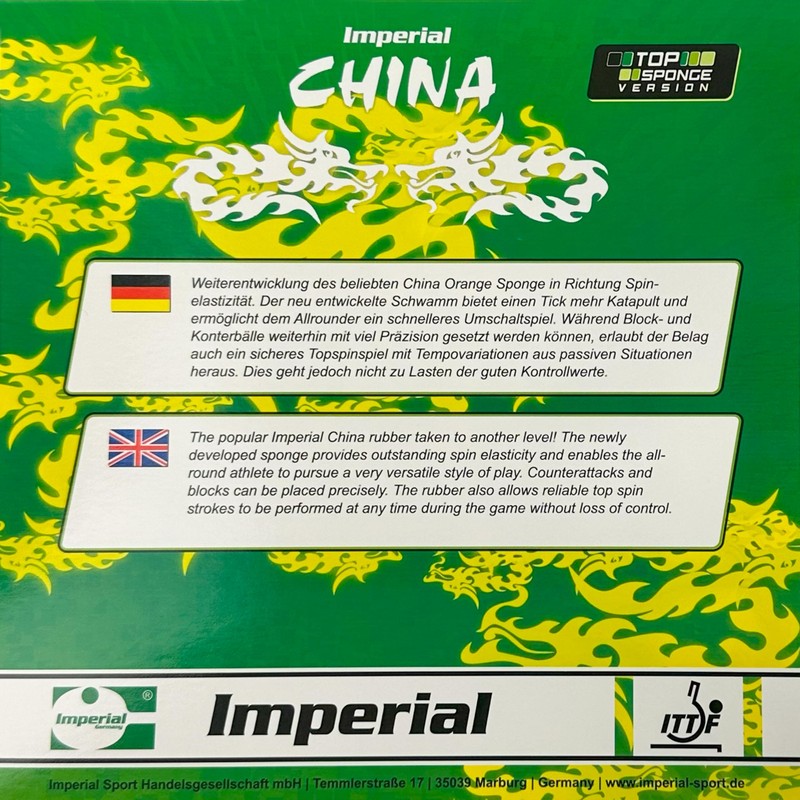 Imperial
CHINA
TOP
SPONGE
VERSION
Weiterentwicklung des beliebten China Orange Sponge in Richtung Spin-
elastizität. Der neu entwickelte Schwamm bietet einen Tick mehr Katapult und
ermöglicht dem Allrounder ein schnelleres Umschaltspiel. Während Block- und
Konterbälle weiterhin mit viel Präzision gesetzt werden können, erlaubt der Belag
auch ein sicheres Topspinspiel mit Tempovariationen aus passiven Situationen
heraus. Dies geht jedoch nicht zu Lasten der guten Kontrollwerte.
The popular Imperial China rubber taken to another level! The newly
developed sponge provides outstanding spin elasticity and enables the all-
round athlete to pursue a very versatile style of play. Counterattacks and
blocks can be placed precisely. The rubber also allows reliable top spin
strokes to be performed at any time during the game without loss of control.
Imperial ®
Germany
Imperial
ITTF
Imperial Sport Handelsgesellschaft mbH | Temmlerstraße 17 | 35039 Marburg | Germany | www.imperial-sport.de